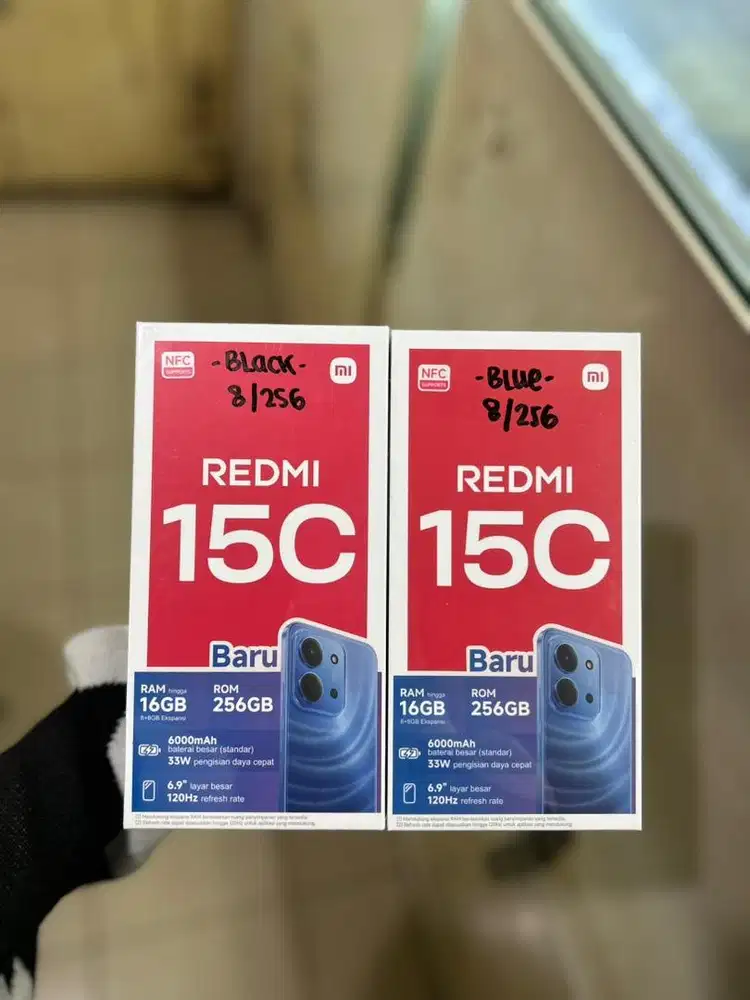 NFC
SUPPORTS
-BLACK-
8/256
REDMI
15C
Baru
RAM hingga
16GB
8+8GB Ekspansi
ROM
256GB
6000mAh
baterai besar (standar)
33W pengisian daya cepat
6.9" layar besar
120Hz refresh rate
NFC
SUPPORTS
-BLUE-
8/256
REDMI
15C
Baru
RAM hingga
16GB
8+8GB Ekspansi
ROM
256GB
6000mAh
baterai besar (standar)
33W pengisian daya cepat
6.9" layar besar
120Hz refresh rate